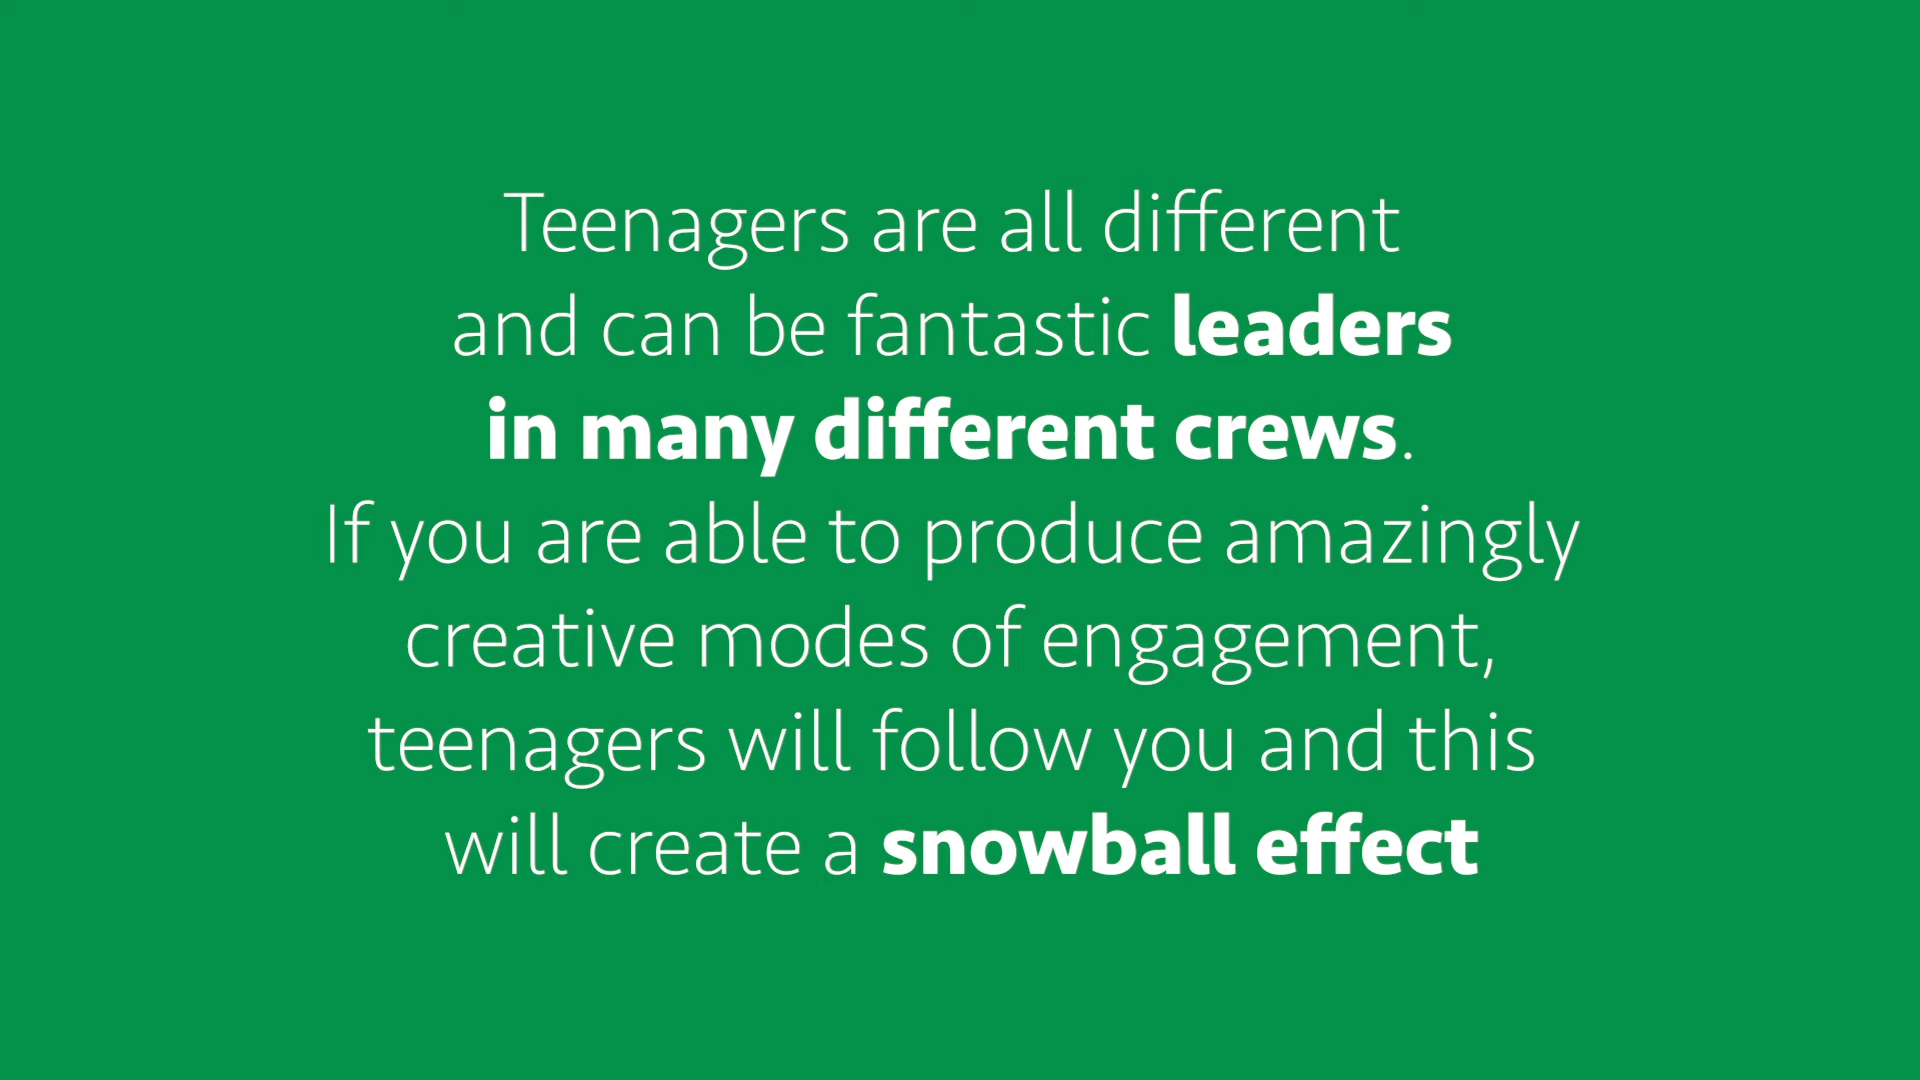 Teenagers are all different
and can be fantastic leaders
in many different crews.
If you are able to produce amazingly
creative modes of engagement,
teenagers will follow you and this
will create a snowball effect